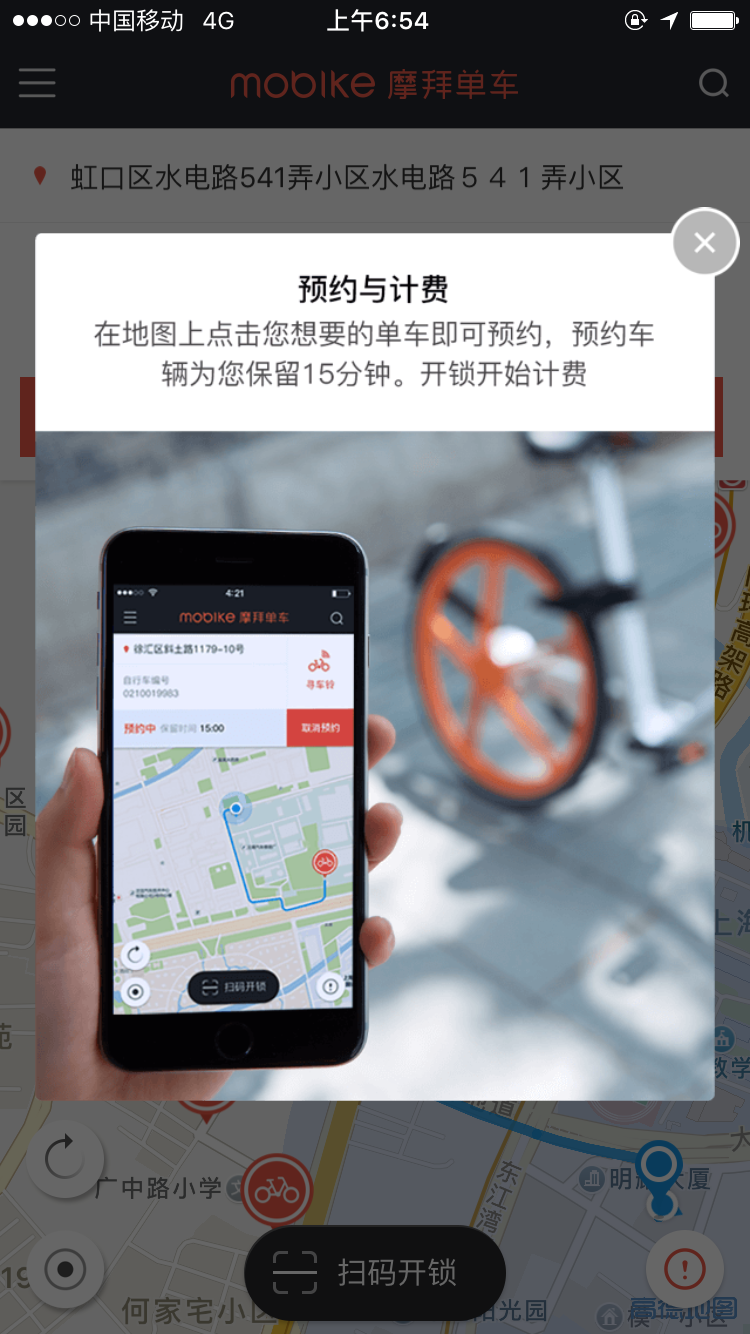 中国移动 4G 上午6:54
mobike 摩拜单车
虹口区水电路541弄小区水电路５４１弄小区
预约与计费
在地图上点击您想要的单车即可预约，预约车
辆为您保留15分钟。开锁开始计费
4:21
mobike 摩拜单车
徐汇区斜土路1179-10号
自行车编号
0210019983
寻车铃
预约中 保留时间 15:00
取消预约
扫码开锁
高架路
区
园
机
上海
苑
教学
东江湾
广中路小学 文
明
大厦
大
19
扫码开锁
何家宅小区
阳光园
高德地图
小区